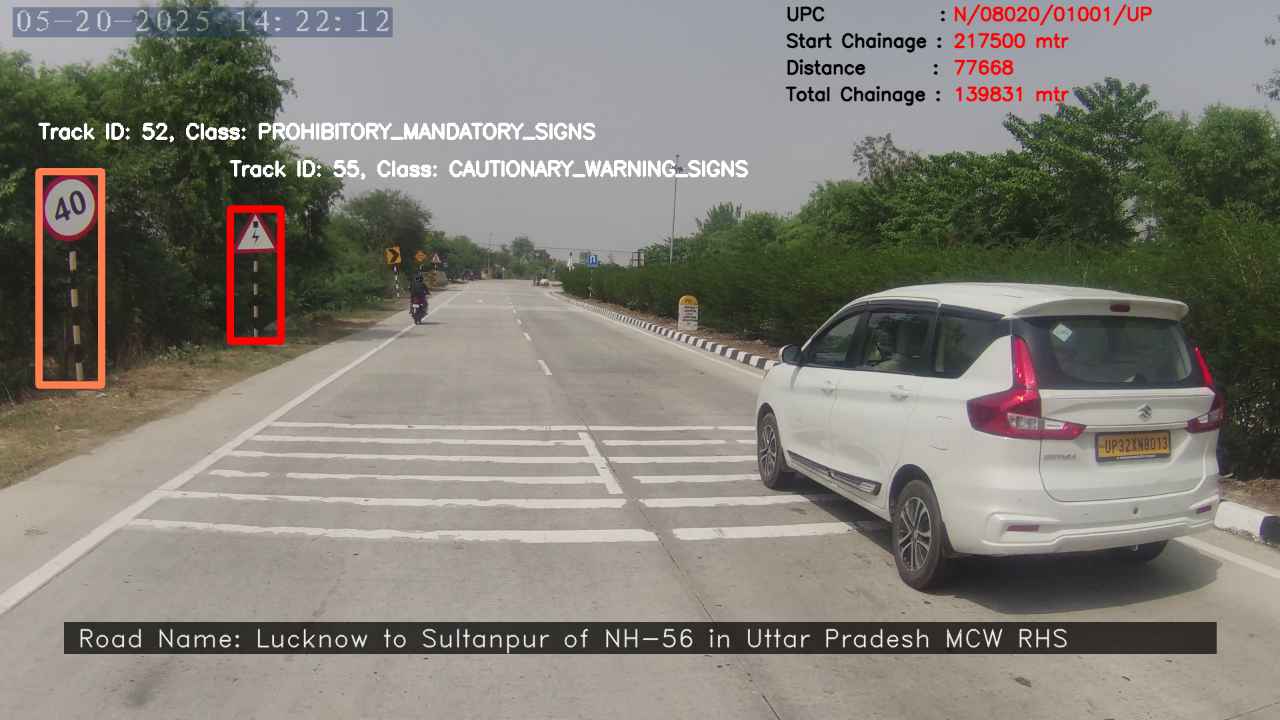 05-20-2025 14:22:12
UPC : N/08020/01001/UP
Start Chainage : 217500 mtr
Distance : 77668
Total Chainage : 139831 mtr
Track ID: 52, Class: PROHIBITORY_MANDATORY_SIGNS
Track ID: 55, Class: CAUTIONARY_WARNING_SIGNS
40
UP32XN8013
Road Name: Lucknow to Sultanpur of NH-56 in Uttar Pradesh MCW RHS